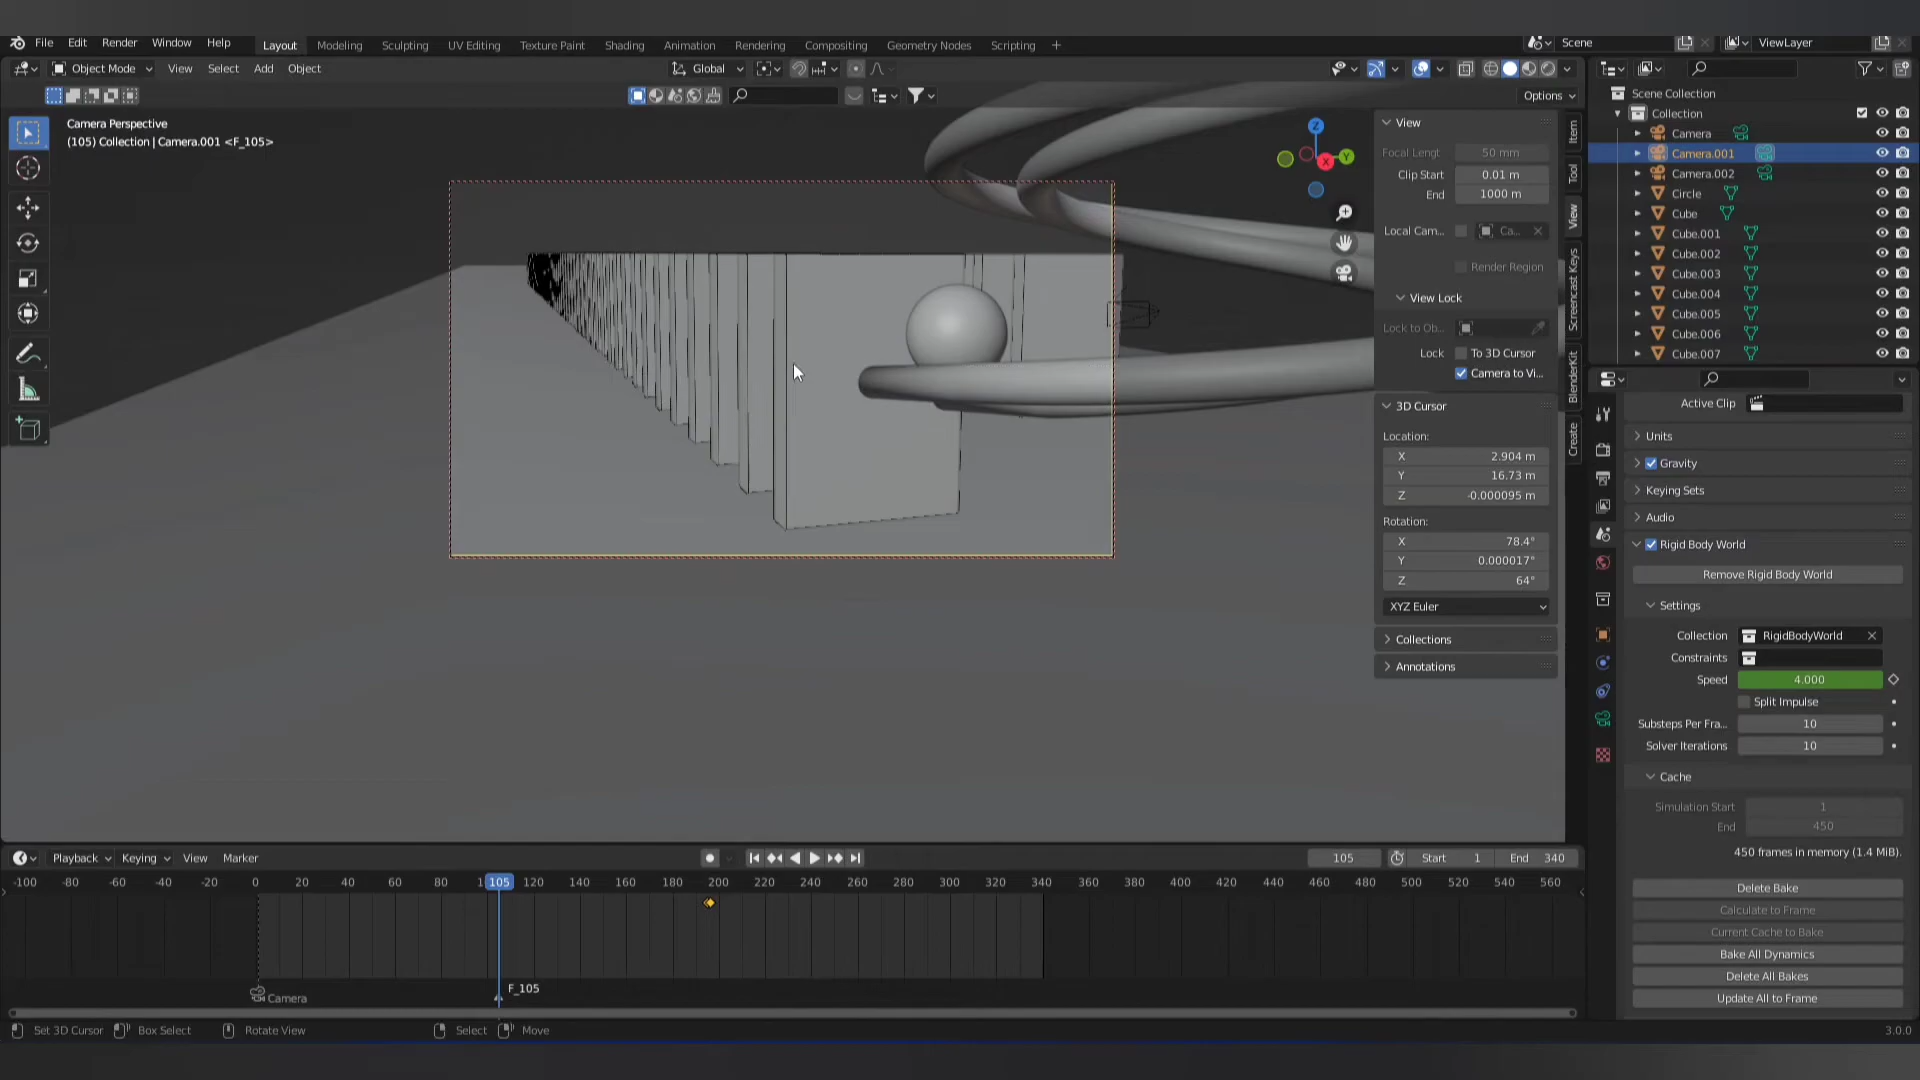 File Edit Render Window Help
Layout Modeling Sculpting UV Editing Texture Paint Shading Animation Rendering Compositing Geometry Nodes Scripting +
Scene
ViewLayer
Object Mode View Select Add Object
Global
Options
Camera Perspective
(105) Collection | Camera.001 <F_105>
Z
Y
X
View
Focal Lengt 50 mm
Clip Start 0.01 m
End 1000 m
Local Cam... Ca...
Render Region
View Lock
Lock to Ob...
Lock To 3D Cursor
Camera to Vi...
3D Cursor
Location:
X 2.904 m
Y 16.73 m
Z -0.000095 m
Rotation:
X 78.4°
Y 0.000017°
Z 64°
XYZ Euler
Collections
Annotations
Item
Tool
View
Screencast Keys
BlenderKit
Create
Scene Collection
Collection
Camera
Camera.001
Camera.002
Circle
Cube
Cube.001
Cube.002
Cube.003
Cube.004
Cube.005
Cube.006
Cube.007
Active Clip
Units
Gravity
Keying Sets
Audio
Rigid Body World
Remove Rigid Body World
Settings
Collection RigidBodyWorld
Constraints
Speed 4.000
Split Impulse
Substeps Per Fra... 10
Solver Iterations 10
Cache
Simulation Start 1
End 450
450 frames in memory (1.4 MiB).
Delete Bake
Calculate to Frame
Current Cache to Bake
Bake All Dynamics
Delete All Bakes
Update All to Frame
Playback Keying View Marker
105 Start 1 End 340
-100 -80 -60 -40 -20 0 20 40 60 80 1 105 120 140 160 180 200 220 240 260 280 300 320 340 360 380 400 420 440 460 480 500 520 540 560
F_105
Camera
Set 3D Cursor Box Select Rotate View Select Move
3.0.0